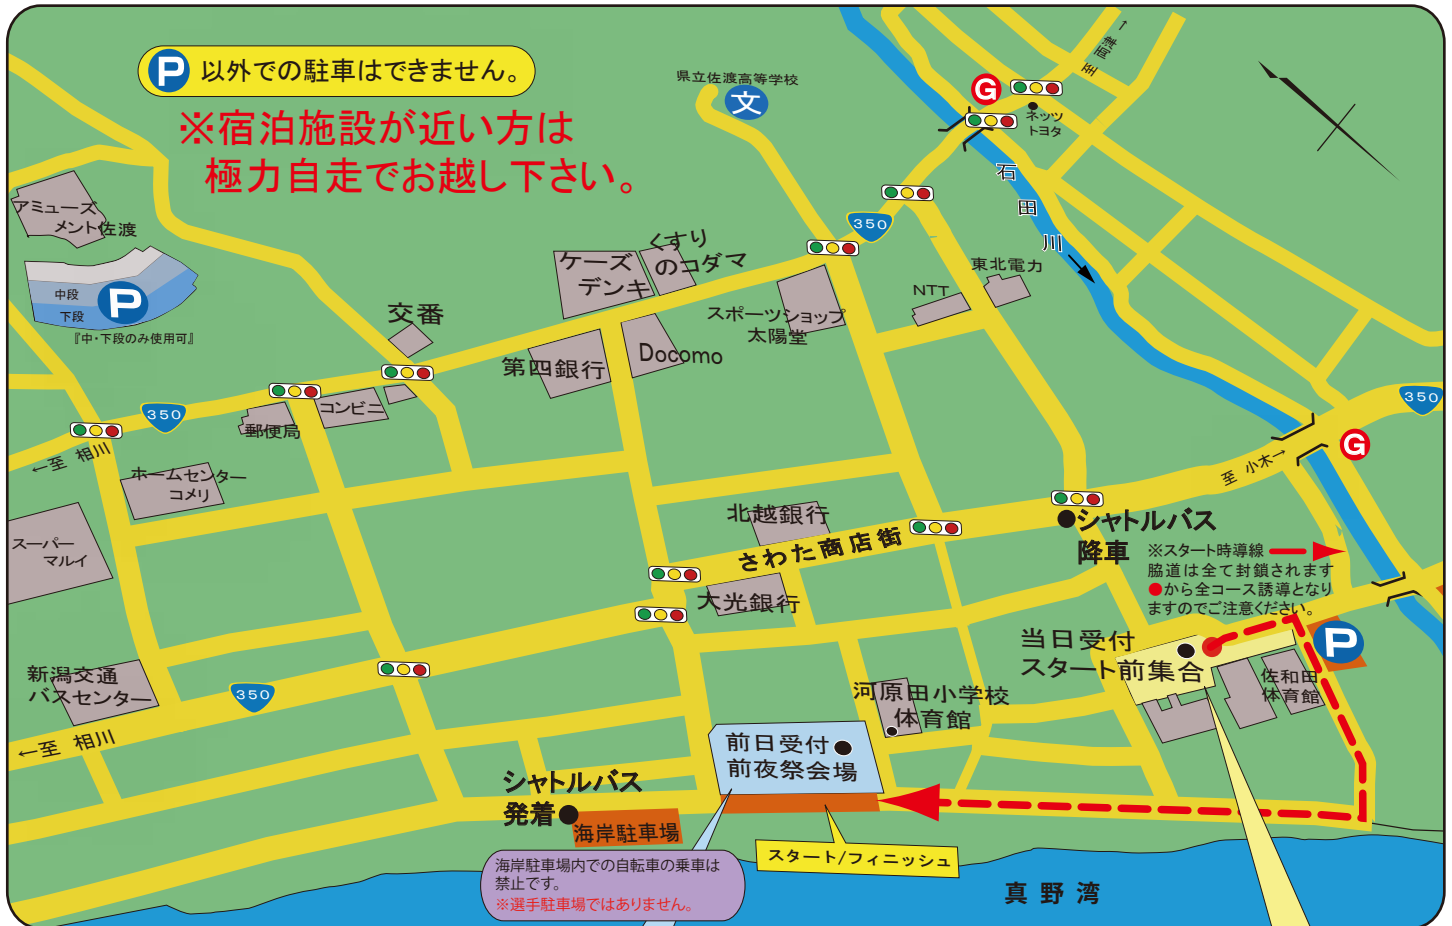 P 以外での駐車はできません。
※宿泊施設が近い方は
極力自走でお越し下さい。
県立佐渡高等学校
文
G
ネッツ
トヨタ
石田川
350
アミューズ
メント佐渡
中段
下段
P
『中・下段のみ使用可』
交番
ケーズ
デンキ
くすり
のコダマ
スポーツショップ
太陽堂
NTT
東北電力
第四銀行
Docomo
350
郵便局
コンビニ
←至 相川
ホームセンター
コメリ
スーパー
マルイ
350
G
至 小木→
北越銀行
さわた商店街
大光銀行
シャトルバス
降車
※スタート時導線
脇道は全て封鎖されます
●から全コース誘導となり
ますのでご注意ください。
当日受付
スタート前集合
P
佐和田
体育館
新潟交通
バスセンター
350
←至 相川
河原田小学校
体育館
前日受付
前夜祭会場
シャトルバス
発着
海岸駐車場
スタート/フィニッシュ
海岸駐車場内での自転車の乗車は
禁止です。
※選手駐車場ではありません。
真野湾